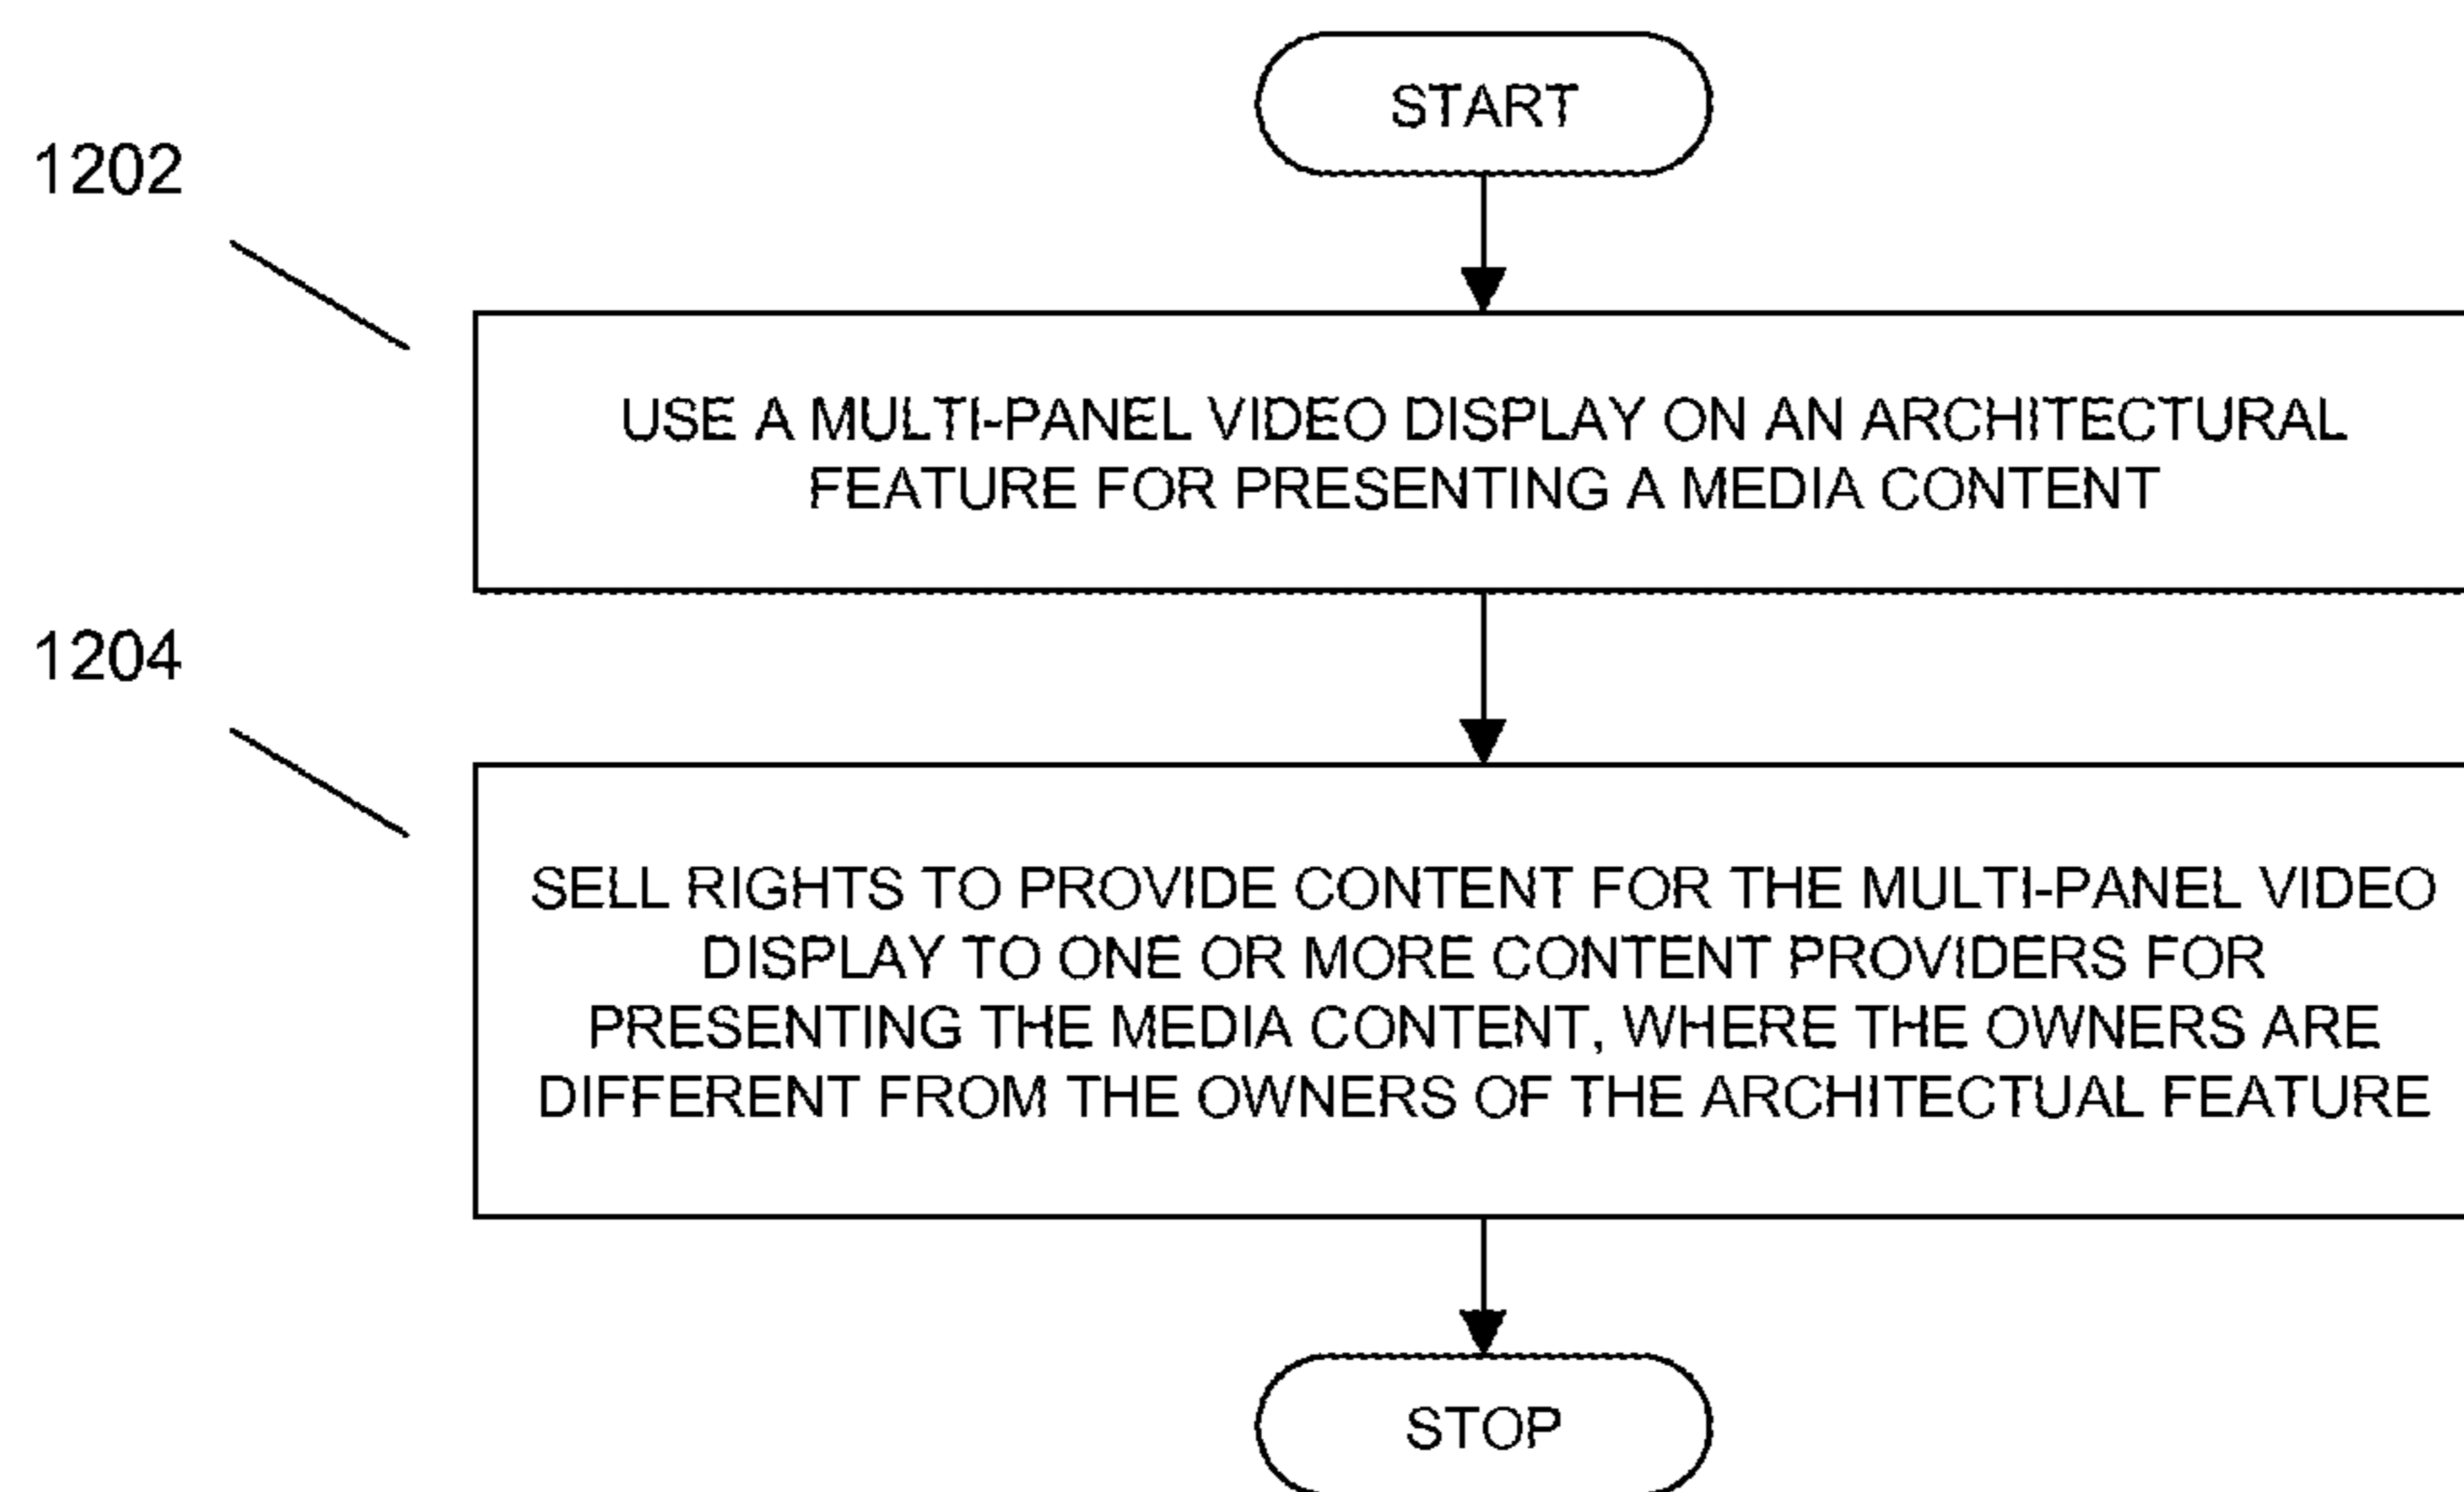 START
1202
USE A MULTI-PANEL VIDEO DISPLAY ON AN ARCHITECTURAL
FEATURE FOR PRESENTING A MEDIA CONTENT
1204
SELL RIGHTS TO PROVIDE CONTENT FOR THE MULTI-PANEL VIDEO
DISPLAY TO ONE OR MORE CONTENT PROVIDERS FOR
PRESENTING THE MEDIA CONTENT, WHERE THE OWNERS ARE
DIFFERENT FROM THE OWNERS OF THE ARCHITECTUAL FEATURE
STOP